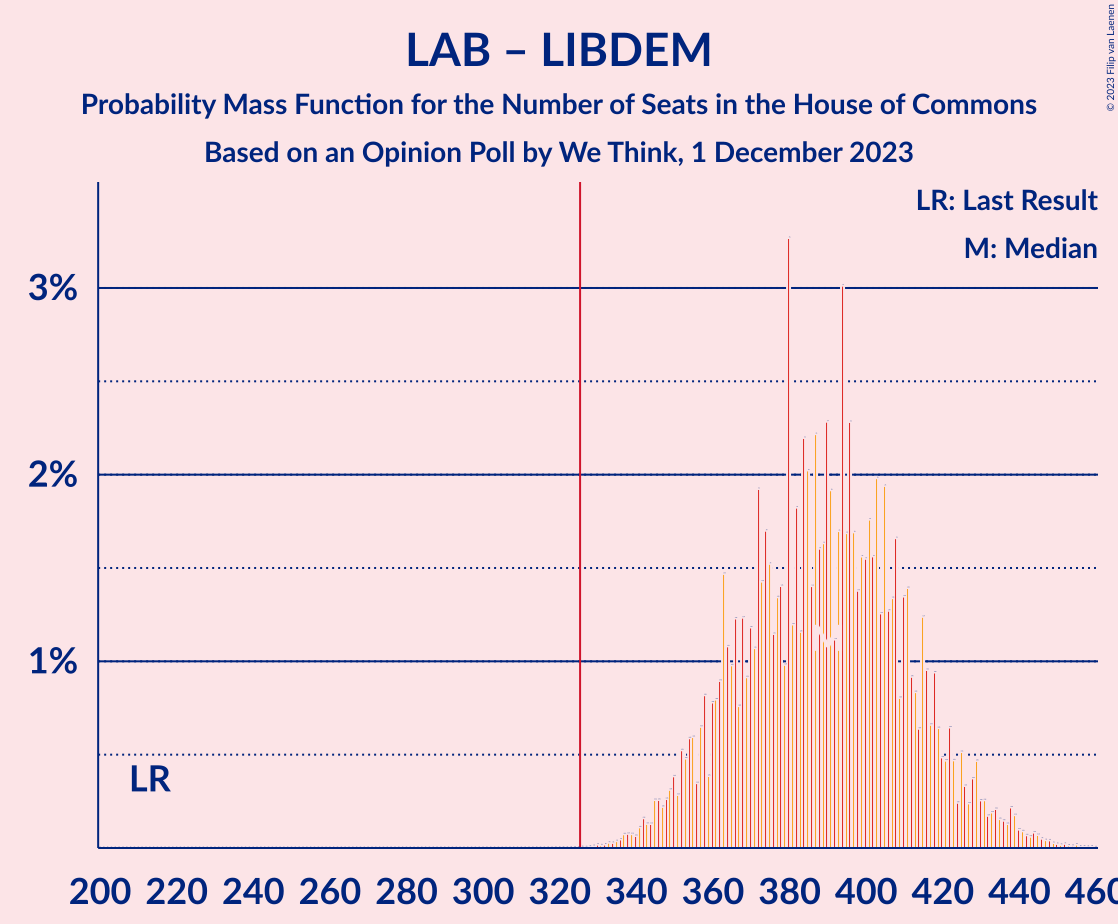 LAB – LIBDEM
Probability Mass Function for the Number of Seats in the House of Commons
Based on an Opinion Poll by We Think, 1 December 2023
© 2023 Filip van Laenen
LR: Last Result
M: Median
3%
2%
1%
LR
200 220 240 260 280 300 320 340 360 380 400 420 440 460